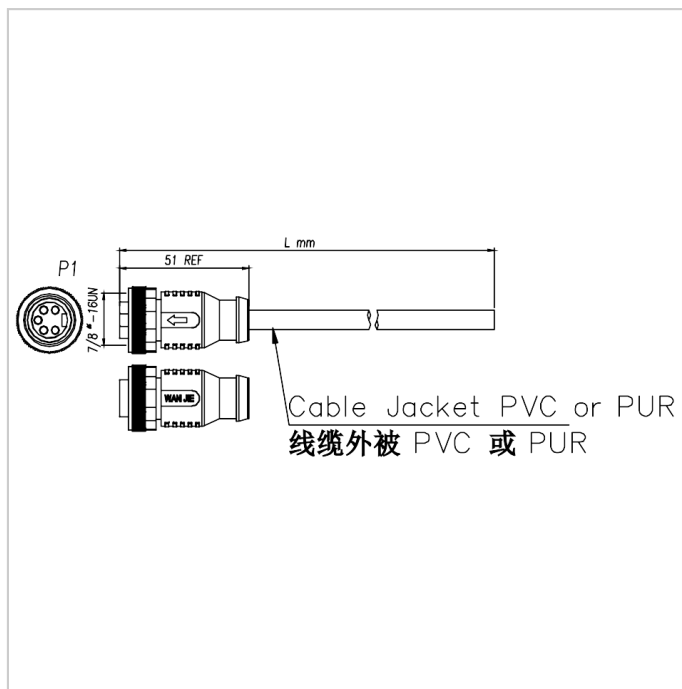 L mm
51 REF
P1
7/8"-16UN
WAN JIE
Cable Jacket PVC or PUR
线缆外被 PVC 或 PUR